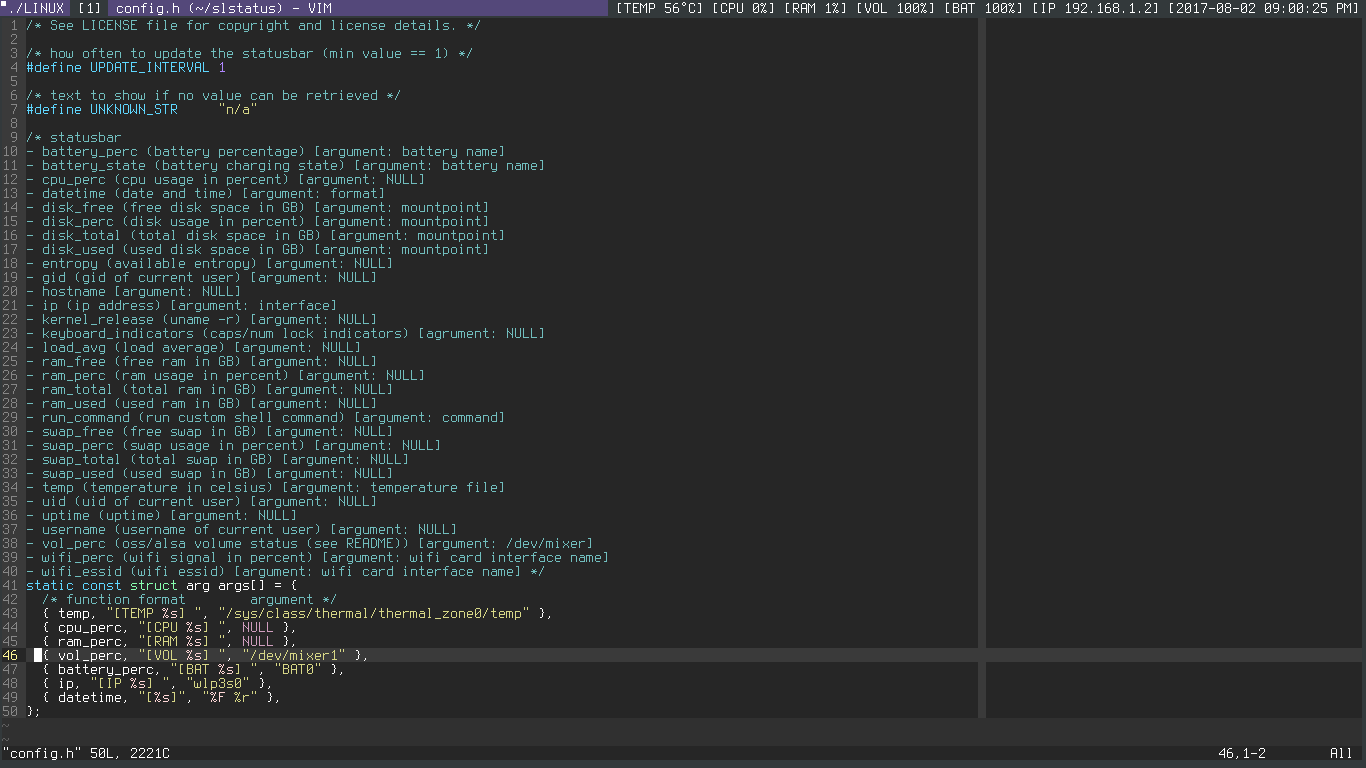 ./LINUX [1] config.h (~/slstatus) - VIM [TEMP 56°C] [CPU 0%] [RAM 1%] [VOL 100%] [BAT 100%] [IP 192.168.1.2] [2017-08-02 09:00:25 PM]
1 /* See LICENSE file for copyright and license details. */
2
3 /* how often to update the statusbar (min value == 1) */
4 #define UPDATE_INTERVAL 1
5
6 /* text to show if no value can be retrieved */
7 #define UNKNOWN_STR     "n/a"
8
9 /* statusbar
10 - battery_perc (battery percentage) [argument: battery name]
11 - battery_state (battery charging state) [argument: battery name]
12 - cpu_perc (cpu usage in percent) [argument: NULL]
13 - datetime (date and time) [argument: format]
14 - disk_free (free disk space in GB) [argument: mountpoint]
15 - disk_perc (disk usage in percent) [argument: mountpoint]
16 - disk_total (total disk space in GB) [argument: mountpoint]
17 - disk_used (used disk space in GB) [argument: mountpoint]
18 - entropy (available entropy) [argument: NULL]
19 - gid (gid of current user) [argument: NULL]
20 - hostname [argument: NULL]
21 - ip (ip address) [argument: interface]
22 - kernel_release (uname -r) [argument: NULL]
23 - keyboard_indicators (caps/num lock indicators) [agrument: NULL]
24 - load_avg (load average) [argument: NULL]
25 - ram_free (free ram in GB) [argument: NULL]
26 - ram_perc (ram usage in percent) [argument: NULL]
27 - ram_total (total ram in GB) [argument: NULL]
28 - ram_used (used ram in GB) [argument: NULL]
29 - run_command (run custom shell command) [argument: command]
30 - swap_free (free swap in GB) [argument: NULL]
31 - swap_perc (swap usage in percent) [argument: NULL]
32 - swap_total (total swap in GB) [argument: NULL]
33 - swap_used (used swap in GB) [argument: NULL]
34 - temp (temperature in celsius) [argument: temperature file]
35 - uid (uid of current user) [argument: NULL]
36 - uptime (uptime) [argument: NULL]
37 - username (username of current user) [argument: NULL]
38 - vol_perc (oss/alsa volume status (see README)) [argument: /dev/mixer]
39 - wifi_perc (wifi signal in percent) [argument: wifi card interface name]
40 - wifi_essid (wifi essid) [argument: wifi card interface name] */
41 static const struct arg args[] = {
42   /* function format        argument */
43   { temp, "[TEMP %s] ", "/sys/class/thermal/thermal_zone0/temp" },
44   { cpu_perc, "[CPU %s] ", NULL },
45   { ram_perc, "[RAM %s] ", NULL },
46   { vol_perc, "[VOL %s] ", "/dev/mixer1" },
47   { battery_perc, "[BAT %s] ", "BAT0" },
48   { ip, "[IP %s] ", "wlp3s0" },
49   { datetime, "[%s]", "%F %r" },
50 };
~
~
"config.h" 50L, 2221C 46,1-2 All